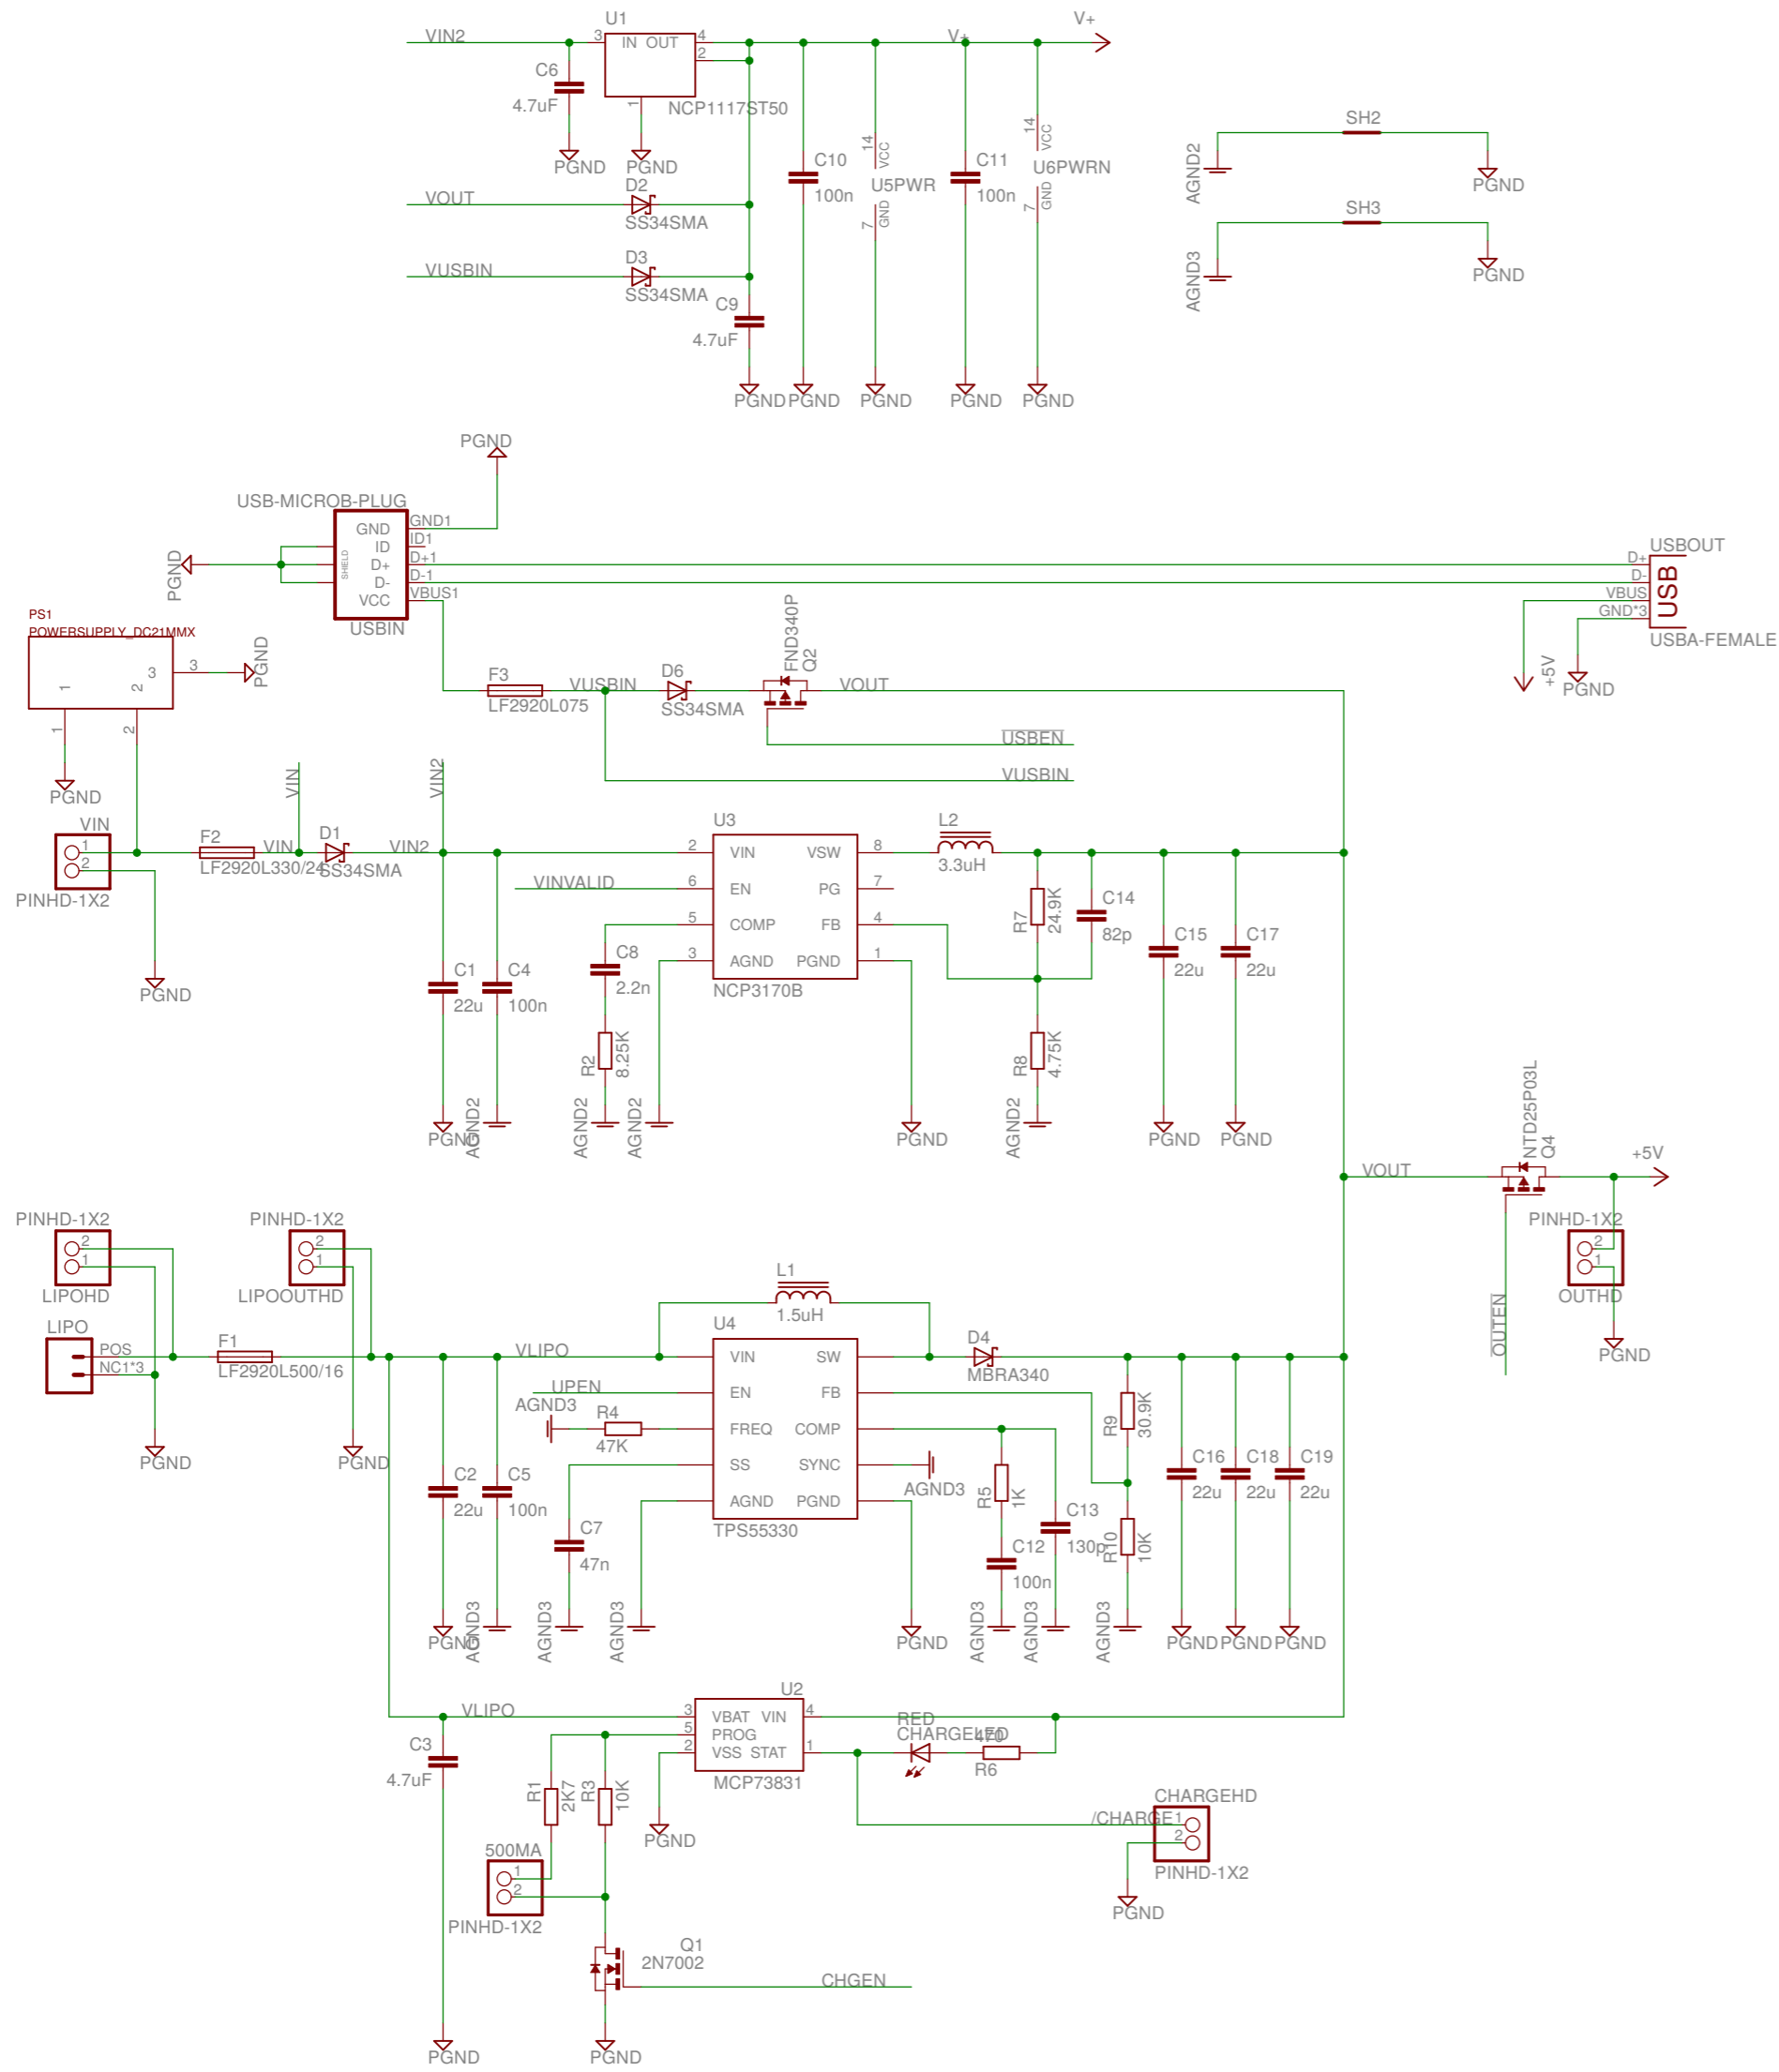 U1
V+
VIN2
3
IN OUT
4
2
V+
C6
4.7uF
1
NCP1117ST50
PGND
PGND
D2
VOUT
SS34SMA
D3
VUSBIN
SS34SMA
C9
4.7uF
C10
100n
14
VCC
U5PWR
7
GND
C11
100n
14
VCC
U6PWRN
7
GND
PGND
PGND
PGND
PGND
PGND
SH2
AGND2
PGND
SH3
AGND3
PGND
PGND
USB-MICROB-PLUG
GND
ID
D+
D-
VCC
SHIELD
GND1
ID1
D+1
D-1
VBUS1
USBIN
PGND
USBOUT
D+
D-
VBUS
GND*3
USB
USBA-FEMALE
+5V
PGND
PS1
POWERSUPPLY_DC21MMX
1
2
3
3
PGND
1
2
PGND
F3
LF2920L075
VUSBIN
D6
SS34SMA
FND340P
Q2
VOUT
USBEN
VUSBIN
VIN
1
2
PINHD-1X2
PGND
F2
LF2920L330/24
VIN
VIN
D1
SS34SMA
VIN2
VIN2
VINVALID
U3
2
VIN
VSW
8
6
EN
PG
7
5
COMP
FB
4
3
AGND
PGND
1
NCP3170B
L2
3.3uH
C1
22u
C4
100n
C8
2.2n
R2
8.25K
R7
24.9K
C14
82p
R8
4.75K
C15
22u
C17
22u
PGND
AGND2
AGND2
AGND2
PGND
AGND2
PGND
PGND
VOUT
NTD25P03L
Q4
+5V
PINHD-1X2
2
1
OUTHD
OUTEN
PGND
PINHD-1X2
2
1
LIPOHD
PINHD-1X2
2
1
LIPOOUTHD
LIPO
POS
NC1*3
F1
LF2920L500/16
PGND
PGND
VLIPO
UPEN
AGND3
R4
47K
L1
1.5uH
U4
VIN
SW
EN
FB
FREQ
COMP
SS
SYNC
AGND
PGND
TPS55330
D4
MBRA340
AGND3
C2
22u
C5
100n
C7
47n
R5
1K
C12
100n
C13
130p
R9
30.9K
R10
10K
C16
22u
C18
22u
C19
22u
PGND
AGND3
AGND3
AGND3
PGND
AGND3
AGND3
AGND3
PGND
PGND
PGND
VLIPO
U2
3
VBAT VIN
4
5
PROG
2
VSS STAT
1
MCP73831
C3
4.7uF
R1
2K7
R3
10K
PGND
RED
CHARGELED
470
R6
CHARGEHD
/CHARGE
1
2
PINHD-1X2
PGND
500MA
1
2
PINHD-1X2
Q1
2N7002
CHGEN
PGND
PGND